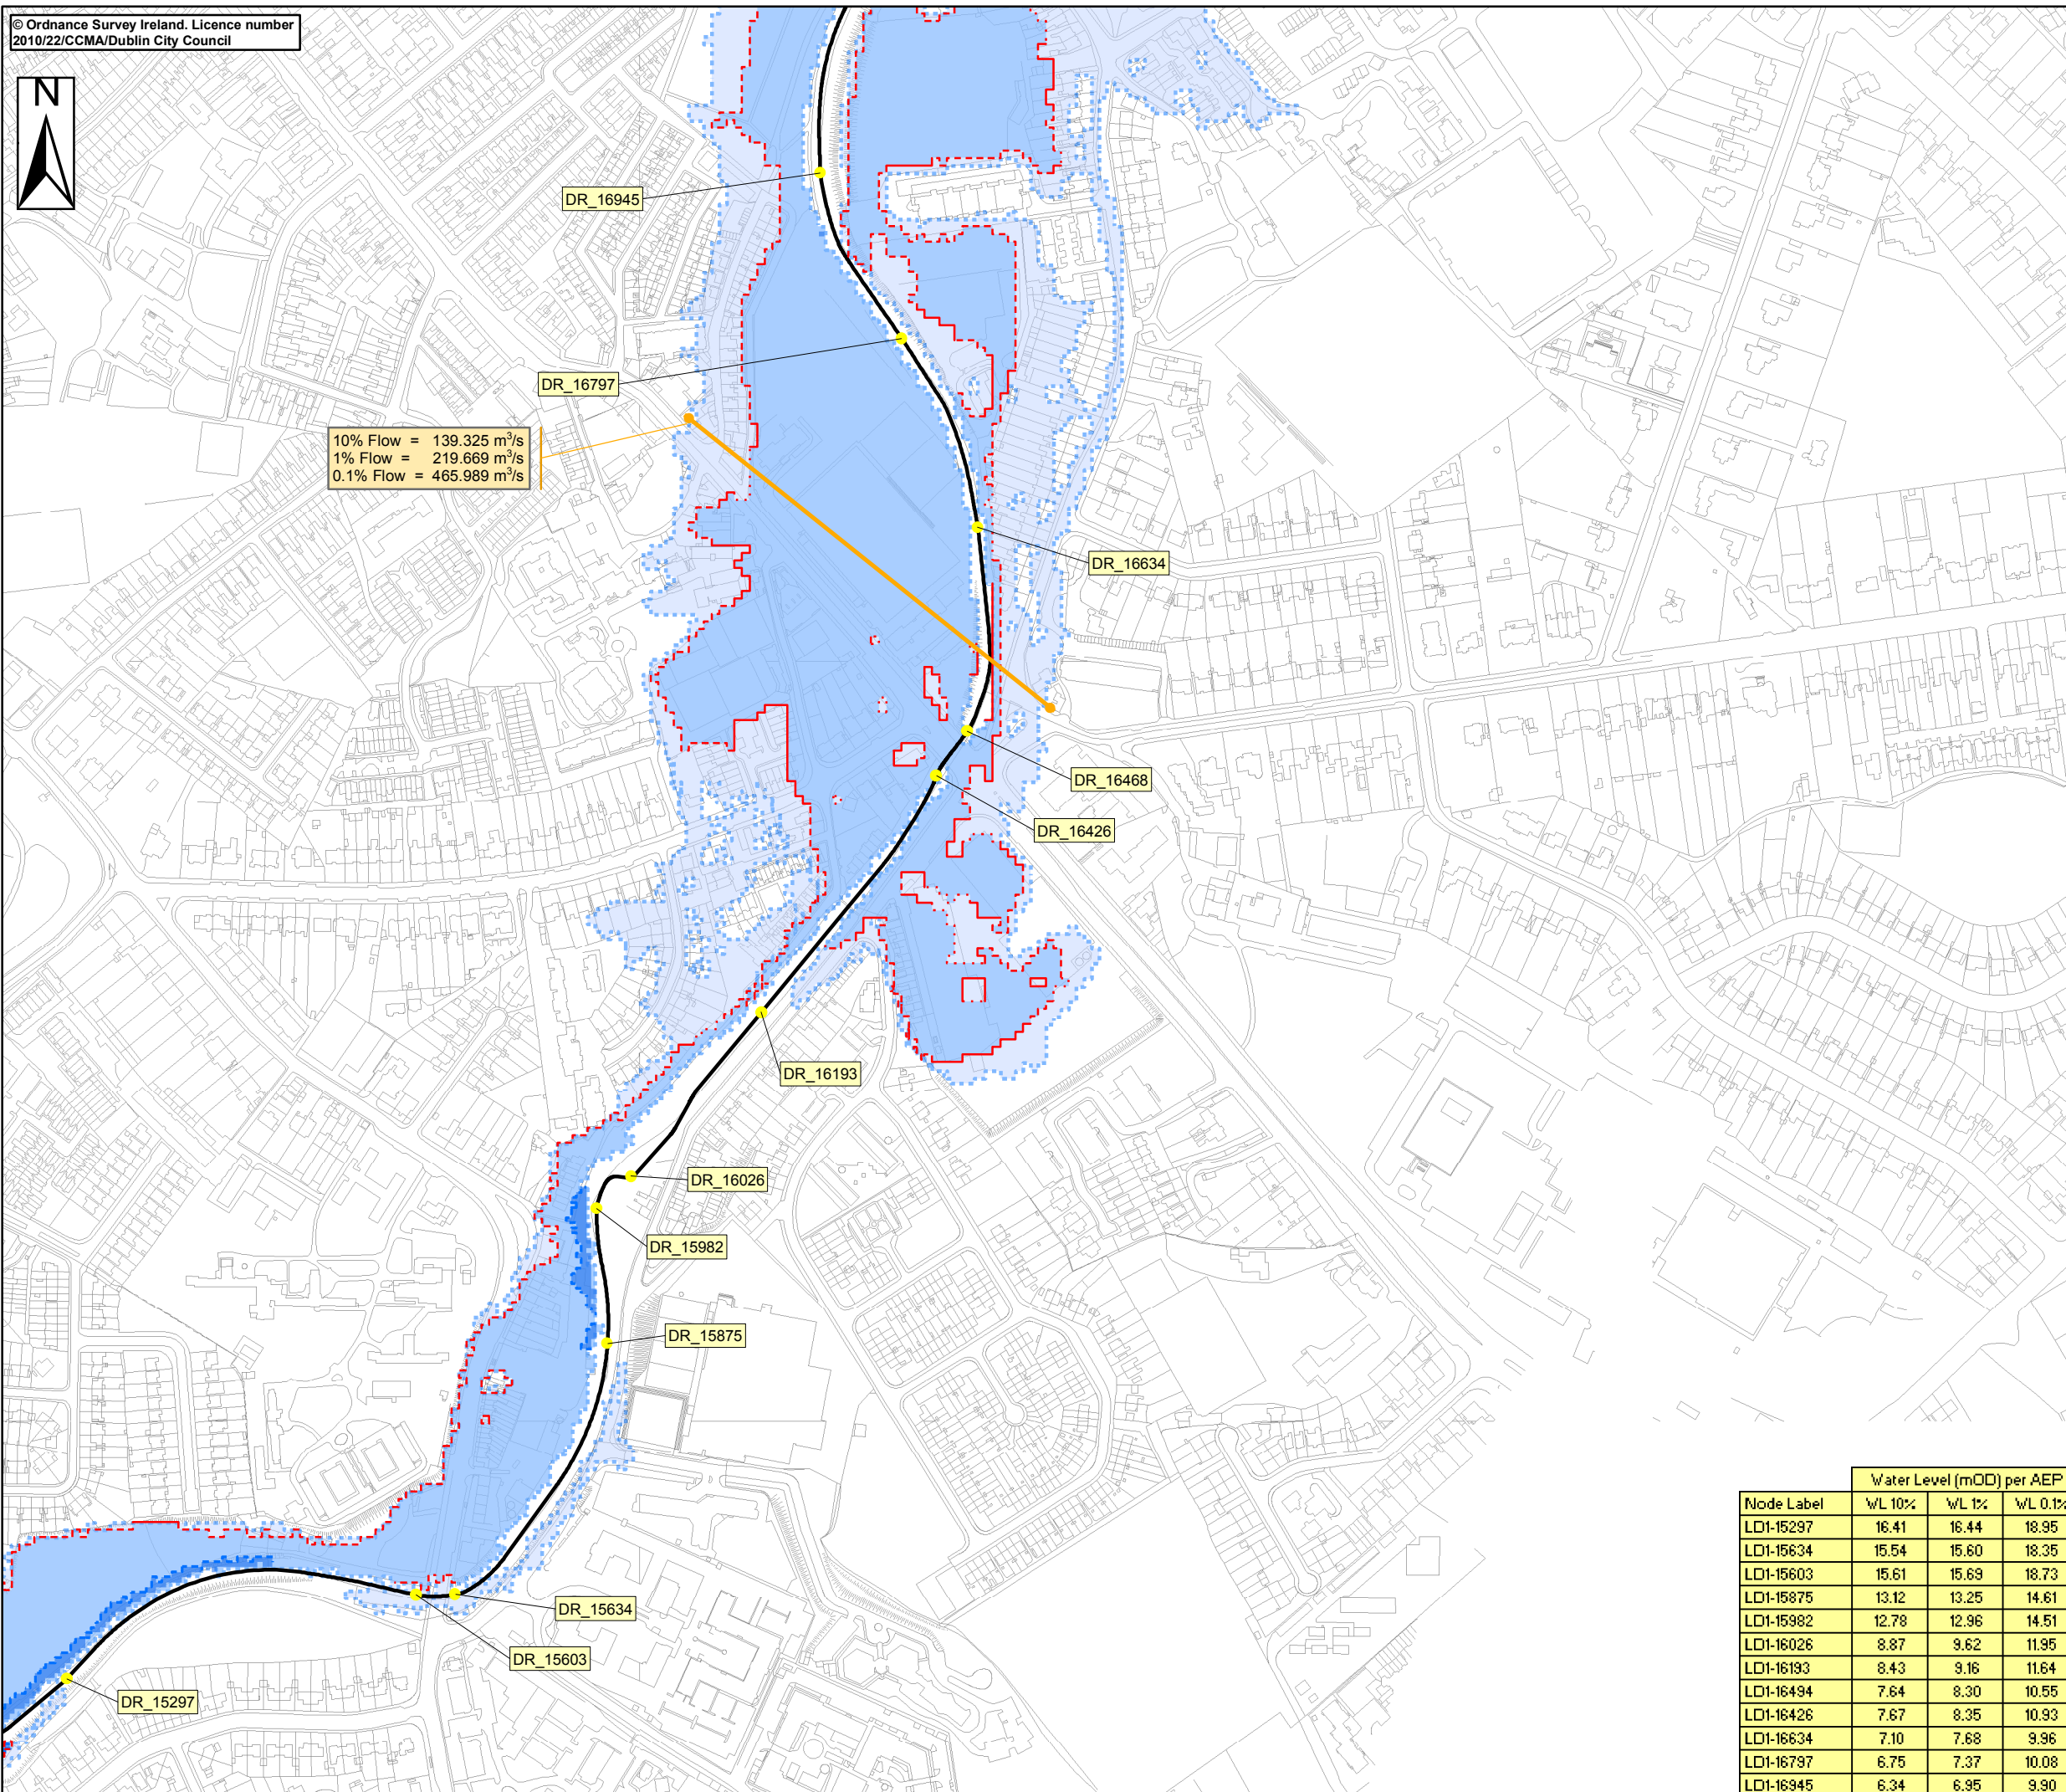 © Ordnance Survey Ireland. Licence number
2010/22/CCMA/Dublin City Council
N
DR_16945
DR_16797
10% Flow = 139.325 m³/s
1% Flow = 219.669 m³/s
0.1% Flow = 465.989 m³/s
DR_16634
DR_16468
DR_16426
DR_16193
DR_16026
DR_15982
DR_15875
DR_15634
DR_15603
DR_15297
Water Level (mOD) per AEP
Node Label WL 10% WL 1% WL 0.1%
LD1-15297 16.41 16.44 18.95
LD1-15634 15.54 15.60 18.35
LD1-15603 15.61 15.69 18.73
LD1-15875 13.12 13.25 14.61
LD1-15982 12.78 12.96 14.51
LD1-16026 8.87 9.62 11.95
LD1-16193 8.43 9.16 11.64
LD1-16494 7.64 8.30 10.55
LD1-16426 7.67 8.35 10.93
LD1-16634 7.10 7.68 9.96
LD1-16797 6.75 7.37 10.08
LD1-16945 6.34 6.95 9.90